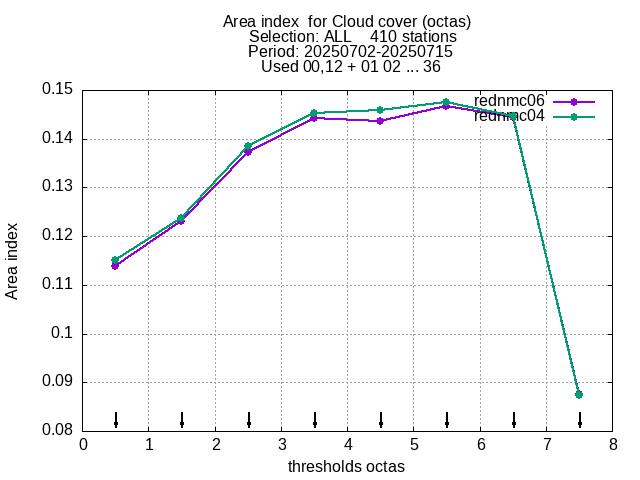 Area index  for Cloud cover (octas)
Selection: ALL    410 stations
Period: 20250702-20250715
Used 00,12 + 01 02 ... 36
rednmc06
rednmc04
0.15
0.14
0.13
0.12
0.11
0.1
0.09
0.08
Area index
0 1 2 3 4 5 6 7 8
thresholds octas